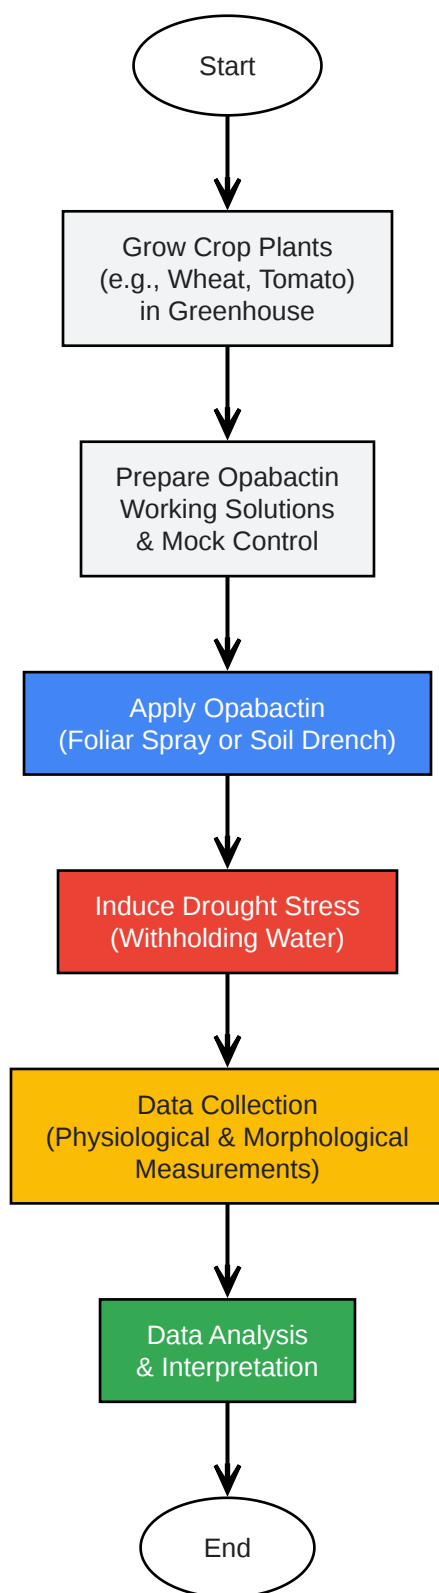 Start
Grow Crop Plants
(e.g., Wheat, Tomato)
in Greenhouse
Prepare Opabactin
Working Solutions
& Mock Control
Apply Opabactin
(Foliar Spray or Soil Drench)
Induce Drought Stress
(Withholding Water)
Data Collection
(Physiological & Morphological
Measurements)
Data Analysis
& Interpretation
End